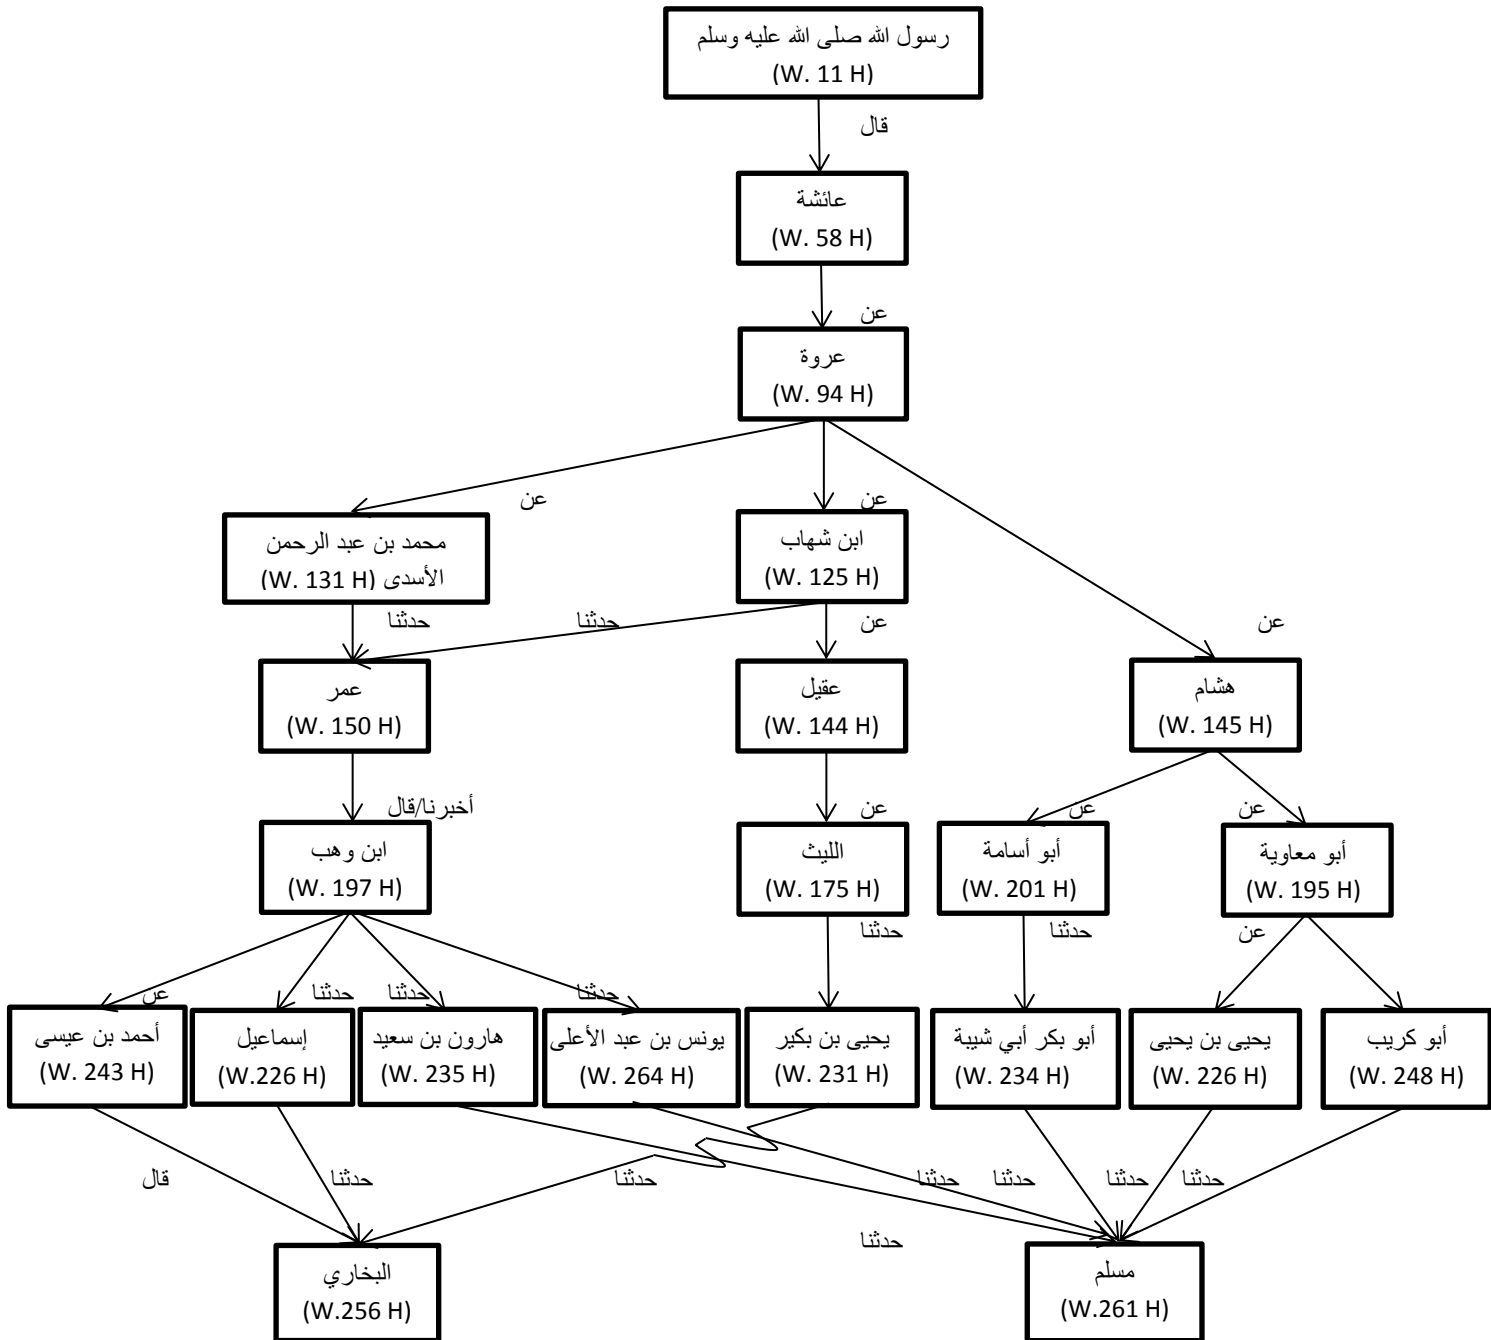 رسول الله صلى الله عليه وسلم
(W. 11 H)
قال
عائشة
(W. 58 H)
عن
عروة
(W. 94 H)
عن
عن
عن
محمد بن عبد الرحمن
الأسدى (W. 131 H)
ابن شهاب
(W. 125 H)
حدثنا
حدثنا
عن
عمر
(W. 150 H)
عقيل
(W. 144 H)
هشام
(W. 145 H)
أخبرنا/قال
عن
عن
عن
ابن وهب
(W. 197 H)
الليث
(W. 175 H)
أبو أسامة
(W. 201 H)
أبو معاوية
(W. 195 H)
عن
حدثنا
حدثنا
حدثنا
حدثنا
حدثنا
عن
أحمد بن عيسى
(W. 243 H)
إسماعيل
(W.226 H)
هارون بن سعيد
(W. 235 H)
يونس بن عبد الأعلى
(W. 264 H)
يحيى بن بكير
(W. 231 H)
أبو بكر أبي شيبة
(W. 234 H)
يحيى بن يحيى
(W. 226 H)
أبو كريب
(W. 248 H)
قال
حدثنا
حدثنا
حدثنا
حدثنا
حدثنا
حدثنا
حدثنا
البخاري
(W.256 H)
مسلم
(W.261 H)